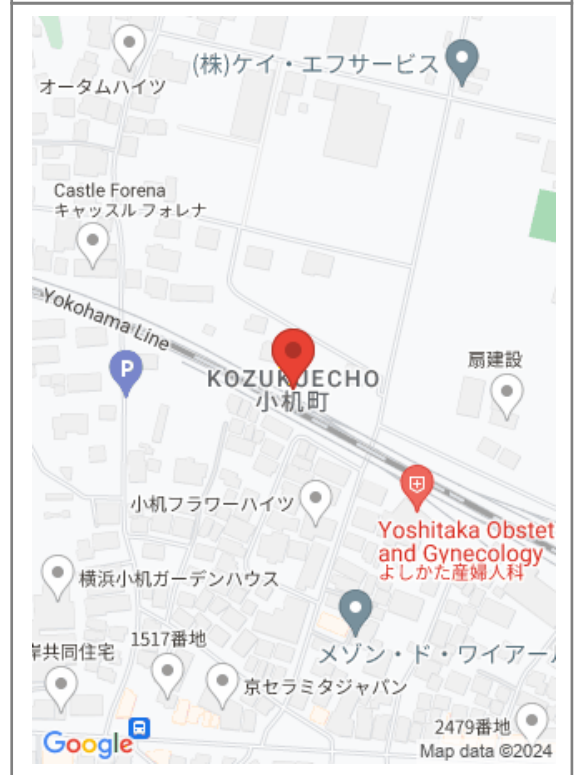 (株)ケイ・エフサービス
オータムハイツ
Castle Forena
キャッスル フォレナ
Yokohama Line
P
扇建設
KOZUKUECHO
小机町
小机フラワーハイツ
Yoshitaka Obstet
and Gynecology
よしかた産婦人科
横浜小机ガーデンハウス
岸共同住宅
1517番地
メゾン・ド・ワイアー
京セラミタジャパン
2479番地
Google
Map data ©2024